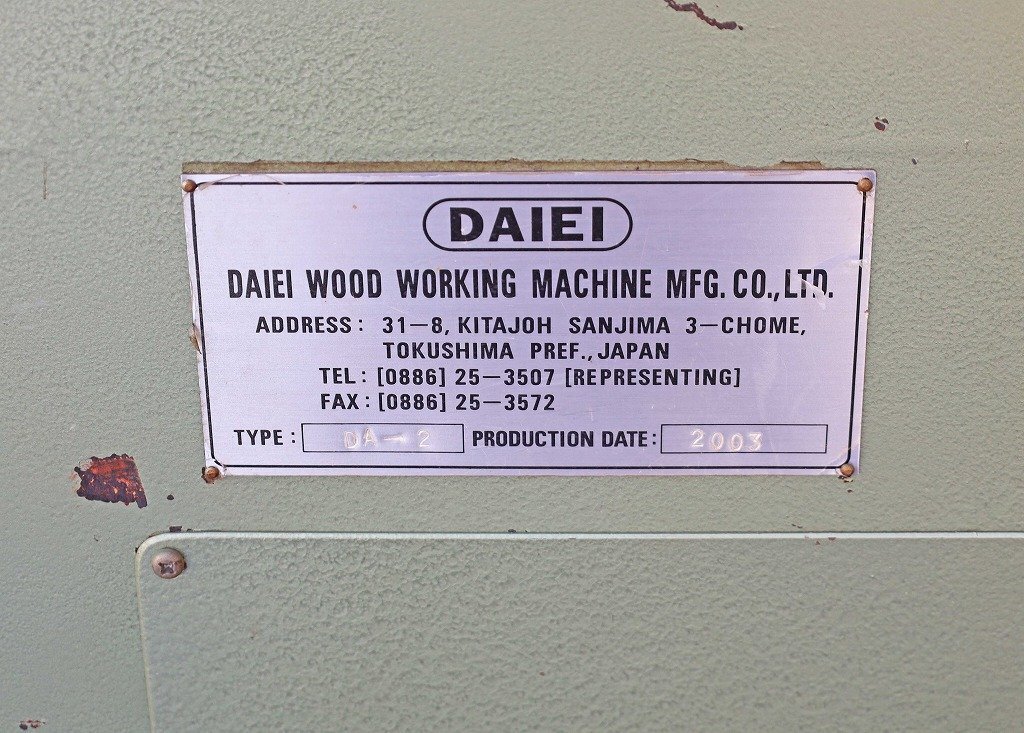 DAIEI
DAIEI WOOD WORKING MACHINE MFG. CO., LTD.
ADDRESS: 31-8, KITAJOH SANJIMA 3-CHOME,
TOKUSHIMA PREF., JAPAN
TEL: [0886] 25-3507 [REPRESENTING]
FAX: [0886] 25-3572
TYPE: DA-2 PRODUCTION DATE: 2003